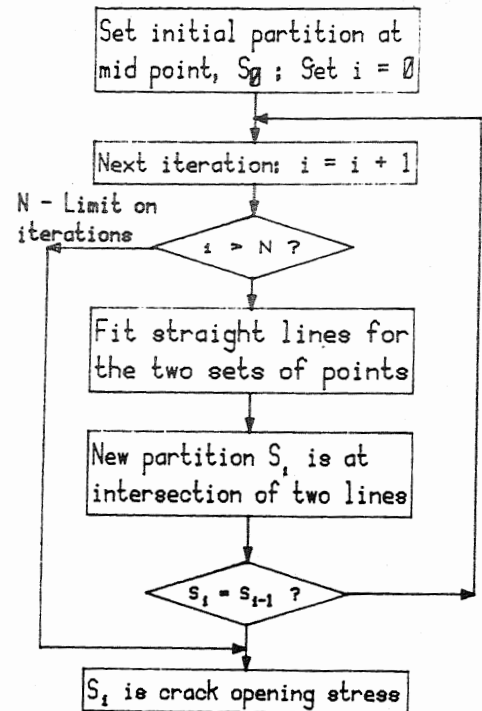 Set initial partition at
mid point, S0 ; Set i = 0
Next iteration: i = i + 1
N - Limit on
iterations
i > N ?
Fit straight lines for
the two sets of points
New partition Si is at
intersection of two lines
Si = Si-1 ?
Si is crack opening stress